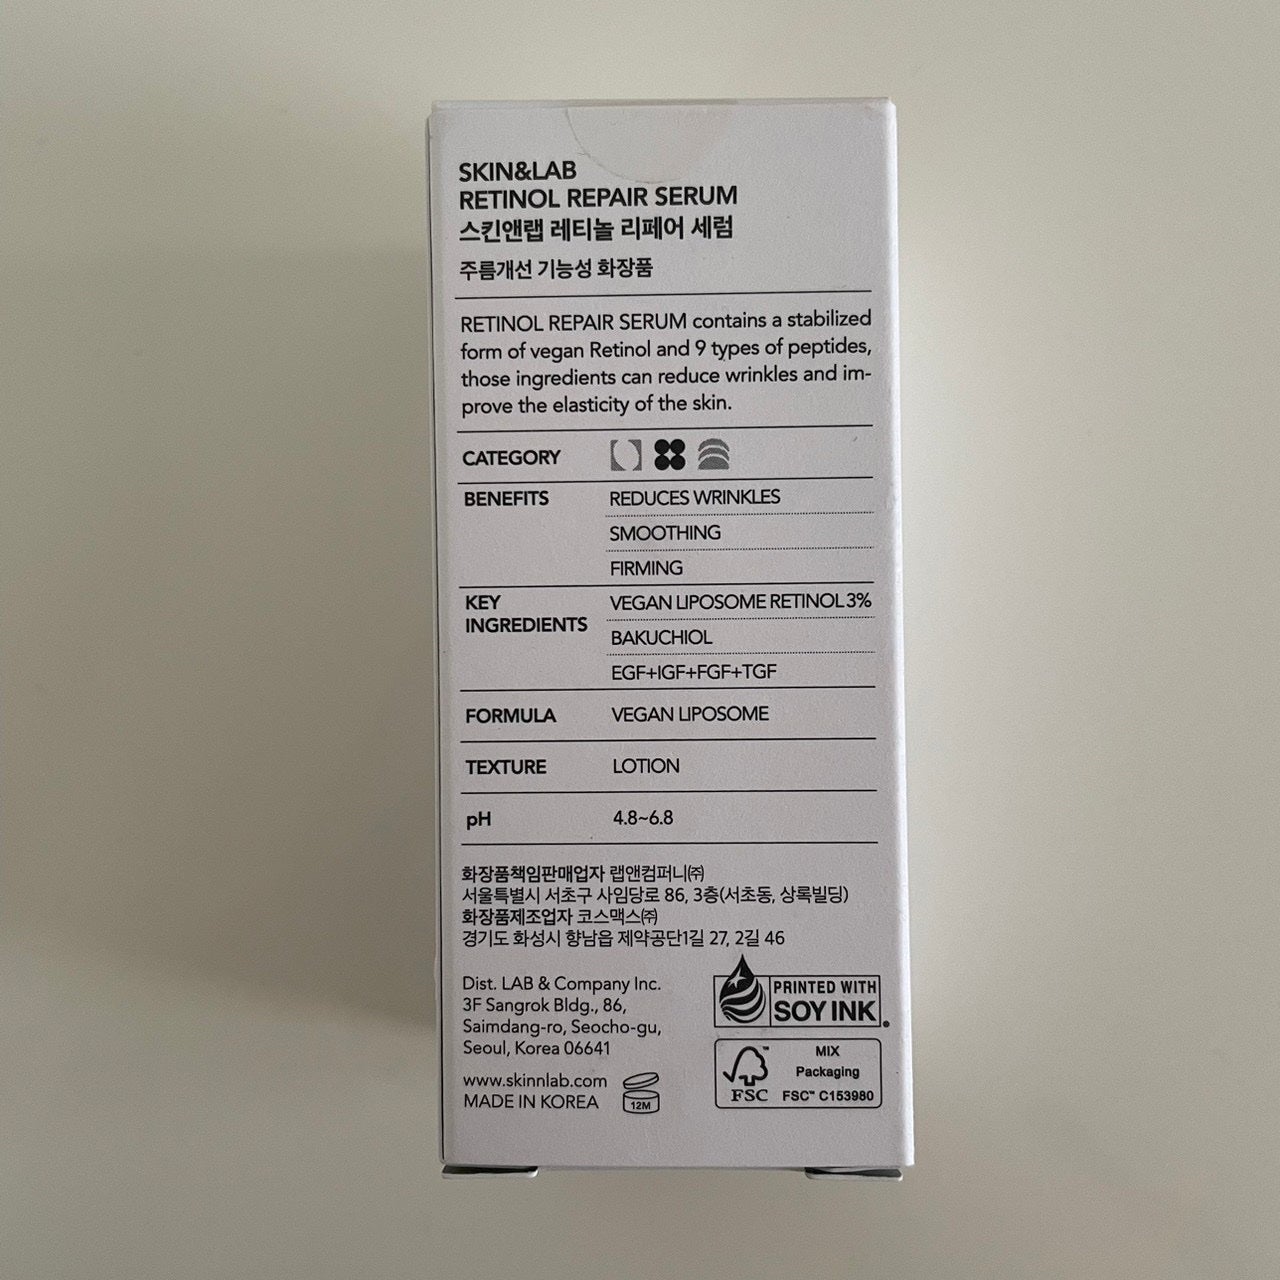 SKIN&LAB
RETINOL REPAIR SERUM
스킨앤랩 레티놀 리페어 세럼
주름개선 기능성 화장품
RETINOL REPAIR SERUM contains a stabilized
form of vegan Retinol and 9 types of peptides,
those ingredients can reduce wrinkles and im-
prove the elasticity of the skin.
CATEGORY
BENEFITS REDUCES WRINKLES
SMOOTHING
FIRMING
KEY INGREDIENTS VEGAN LIPOSOME RETINOL 3%
BAKUCHIOL
EGF+IGF+FGF+TGF
FORMULA VEGAN LIPOSOME
TEXTURE LOTION
pH 4.8~6.8
화장품책임판매업자 랩앤컴퍼니㈜
서울특별시 서초구 사임당로 86, 3층(서초동, 상록빌딩)
화장품제조업자 코스맥스㈜
경기도 화성시 향남읍 제약공단1길 27, 2길 46
Dist. LAB & Company Inc.
3F Sangrok Bldg., 86,
Saimdang-ro, Seocho-gu,
Seoul, Korea 06641
www.skinnlab.com
MADE IN KOREA
12M
PRINTED WITH
SOY INK
FSC™
MIX
Packaging
FSC™ C153980